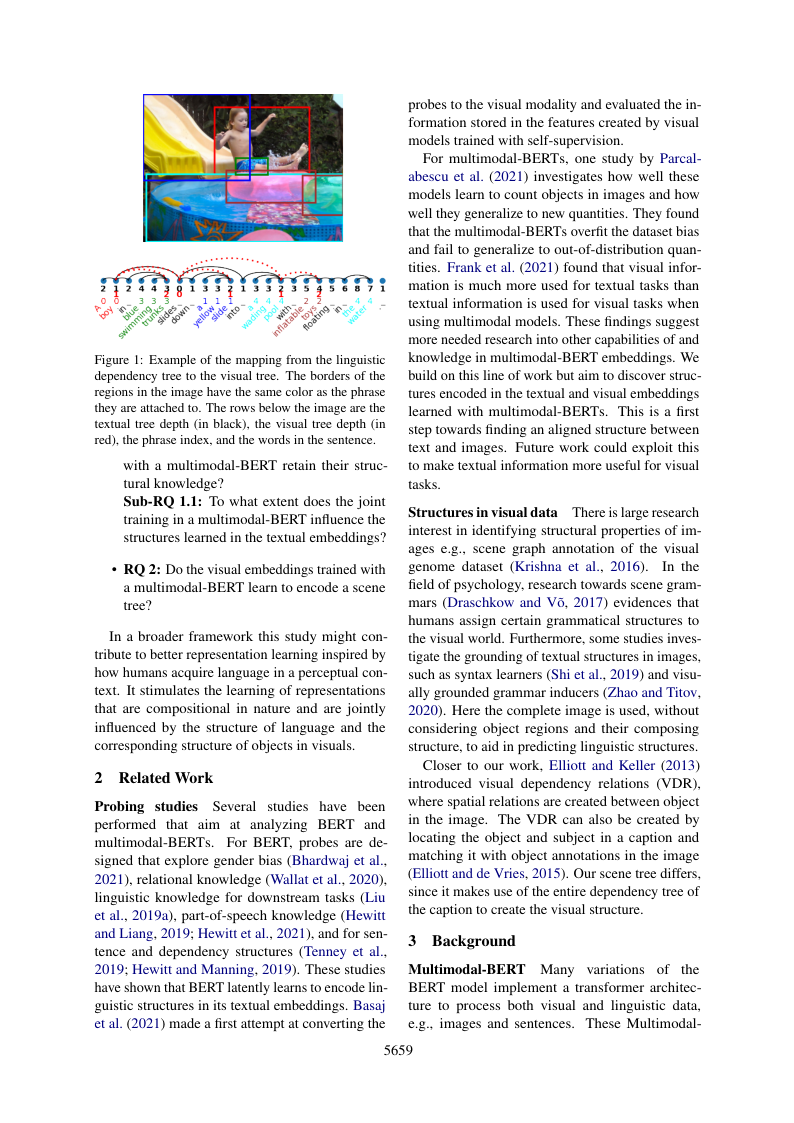 2 1 2 4 4 3 0 1 3 3 2 1 3 3 2 1 3 2 4 5 6 8 7 1
A boy in blue swimming trunks slides down a yellow slide into a wading pool with inflatable toys floating in the water .
Figure 1: Example of the mapping from the linguistic
dependency tree to the visual tree. The borders of the
regions in the image have the same color as the phrase
they are attached to. The rows below the image are the
textual tree depth (in black), the visual tree depth (in
red), the phrase index, and the words in the sentence.
with a multimodal-BERT retain their struc-
tural knowledge?
Sub-RQ 1.1: To what extent does the joint
training in a multimodal-BERT influence the
structures learned in the textual embeddings?
• RQ 2: Do the visual embeddings trained with
a multimodal-BERT learn to encode a scene
tree?
In a broader framework this study might con-
tribute to better representation learning inspired by
how humans acquire language in a perceptual con-
text. It stimulates the learning of representations
that are compositional in nature and are jointly
influenced by the structure of language and the
corresponding structure of objects in visuals.
2 Related Work
Probing studies Several studies have been
performed that aim at analyzing BERT and
multimodal-BERTs. For BERT, probes are de-
signed that explore gender bias (Bhardwaj et al.,
2021), relational knowledge (Wallat et al., 2020),
linguistic knowledge for downstream tasks (Liu
et al., 2019a), part-of-speech knowledge (Hewitt
and Liang, 2019; Hewitt et al., 2021), and for sen-
tence and dependency structures (Tenney et al.,
2019; Hewitt and Manning, 2019). These studies
have shown that BERT latently learns to encode lin-
guistic structures in its textual embeddings. Basaj
et al. (2021) made a first attempt at converting the
probes to the visual modality and evaluated the in-
formation stored in the features created by visual
models trained with self-supervision.
For multimodal-BERTs, one study by Parcal-
abescu et al. (2021) investigates how well these
models learn to count objects in images and how
well they generalize to new quantities. They found
that the multimodal-BERTs overfit the dataset bias
and fail to generalize to out-of-distribution quan-
tities. Frank et al. (2021) found that visual infor-
mation is much more used for textual tasks than
textual information is used for visual tasks when
using multimodal models. These findings suggest
more needed research into other capabilities of and
knowledge in multimodal-BERT embeddings. We
build on this line of work but aim to discover struc-
tures encoded in the textual and visual embeddings
learned with multimodal-BERTs. This is a first
step towards finding an aligned structure between
text and images. Future work could exploit this
to make textual information more useful for visual
tasks.
Structures in visual data There is large research
interest in identifying structural properties of im-
ages e.g., scene graph annotation of the visual
genome dataset (Krishna et al., 2016). In the
field of psychology, research towards scene gram-
mars (Draschkow and Võ, 2017) evidences that
humans assign certain grammatical structures to
the visual world. Furthermore, some studies inves-
tigate the grounding of textual structures in images,
such as syntax learners (Shi et al., 2019) and visu-
ally grounded grammar inducers (Zhao and Titov,
2020). Here the complete image is used, without
considering object regions and their composing
structure, to aid in predicting linguistic structures.
Closer to our work, Elliott and Keller (2013)
introduced visual dependency relations (VDR),
where spatial relations are created between object
in the image. The VDR can also be created by
locating the object and subject in a caption and
matching it with object annotations in the image
(Elliott and de Vries, 2015). Our scene tree differs,
since it makes use of the entire dependency tree of
the caption to create the visual structure.
3 Background
Multimodal-BERT Many variations of the
BERT model implement a transformer architec-
ture to process both visual and linguistic data,
e.g., images and sentences. These Multimodal-
5659